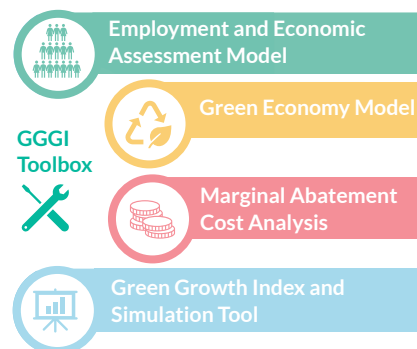 Employment and Economic
Assessment Model
Green Economy Model
GGGI
Toolbox
Marginal Abatement
Cost Analysis
Green Growth Index and
Simulation Tool